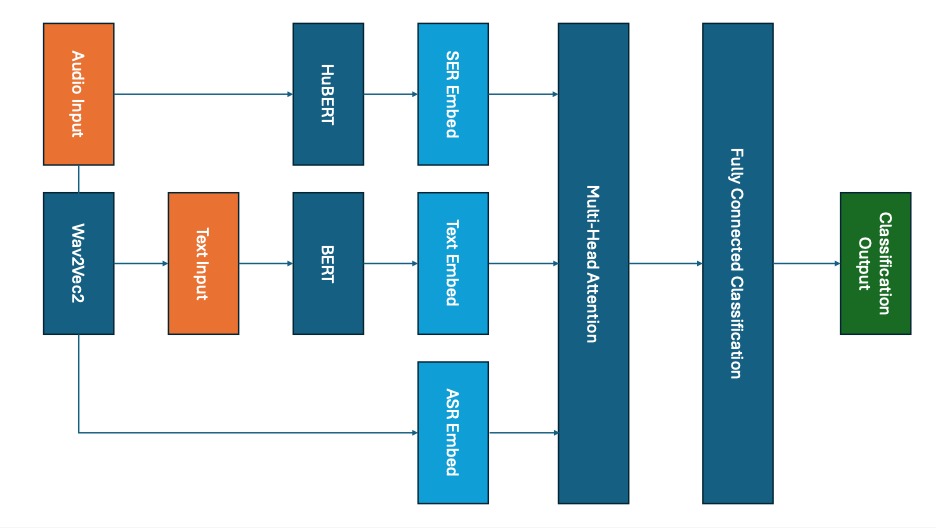 Audio Input
HuBERT
SER Embed
Wav2Vec2
Text Input
BERT
Text Embed
ASR Embed
Multi-Head Attention
Fully Connected Classification
Classification
Output